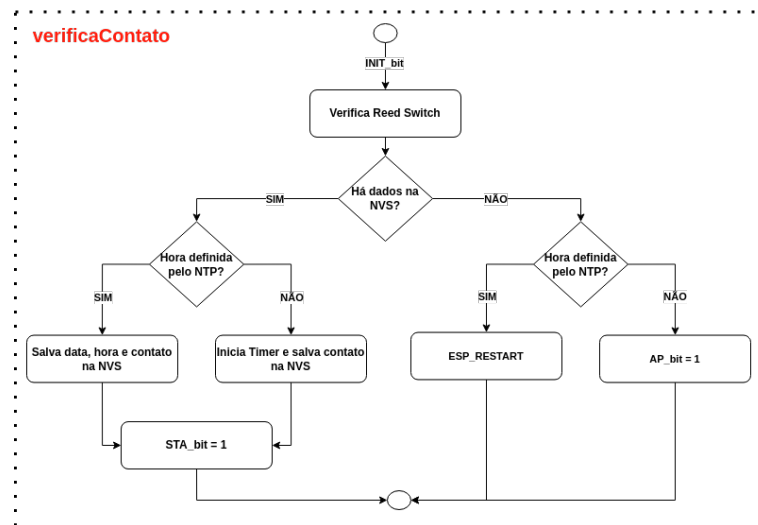 verificaContato
INIT_bit
Verifica Reed Switch
Há dados na
NVS?
SIM
NÃO
Hora definida
pelo NTP?
Hora definida
pelo NTP?
SIM
NÃO
SIM
NÃO
Salva data, hora e contato
na NVS
Inicia Timer e salva contato
na NVS
ESP_RESTART
AP_bit = 1
STA_bit = 1